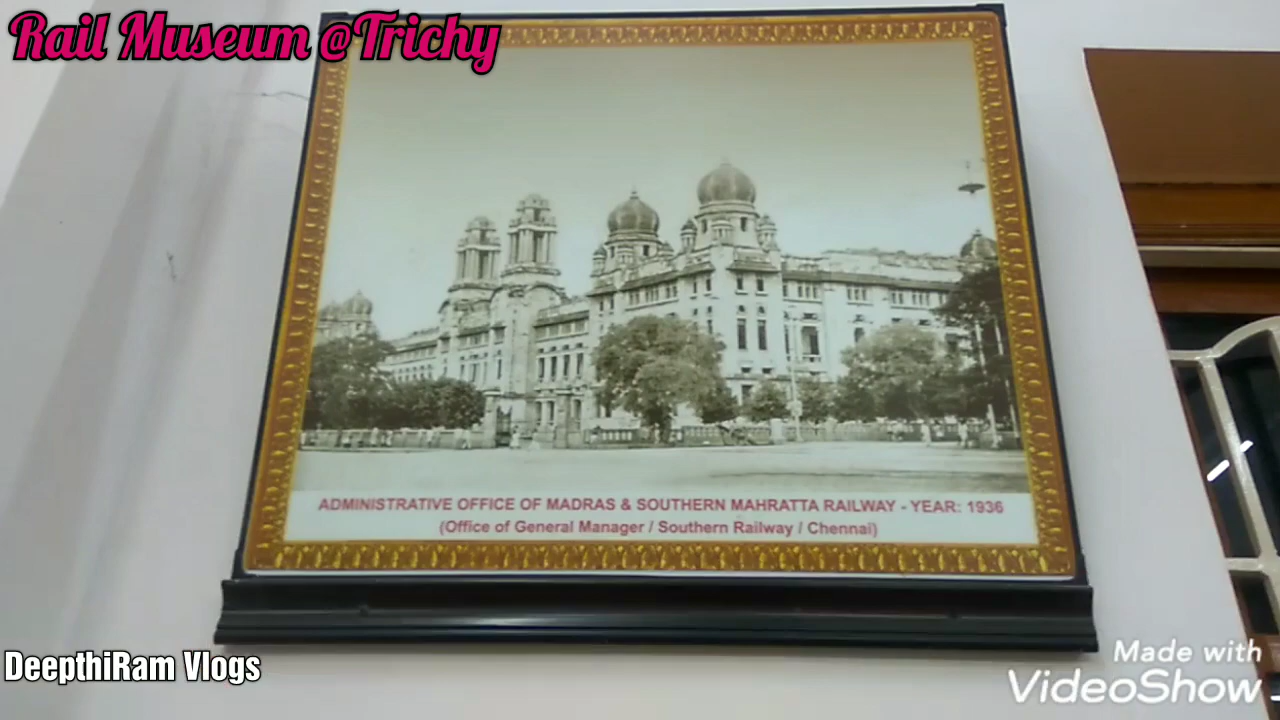 Rail Museum @Trichy
ADMINISTRATIVE OFFICE OF MADRAS & SOUTHERN MAHRATTA RAILWAY - YEAR: 1936
(Office of General Manager / Southern Railway / Chennai)
DeepthiRam Vlogs
Made with
VideoShow